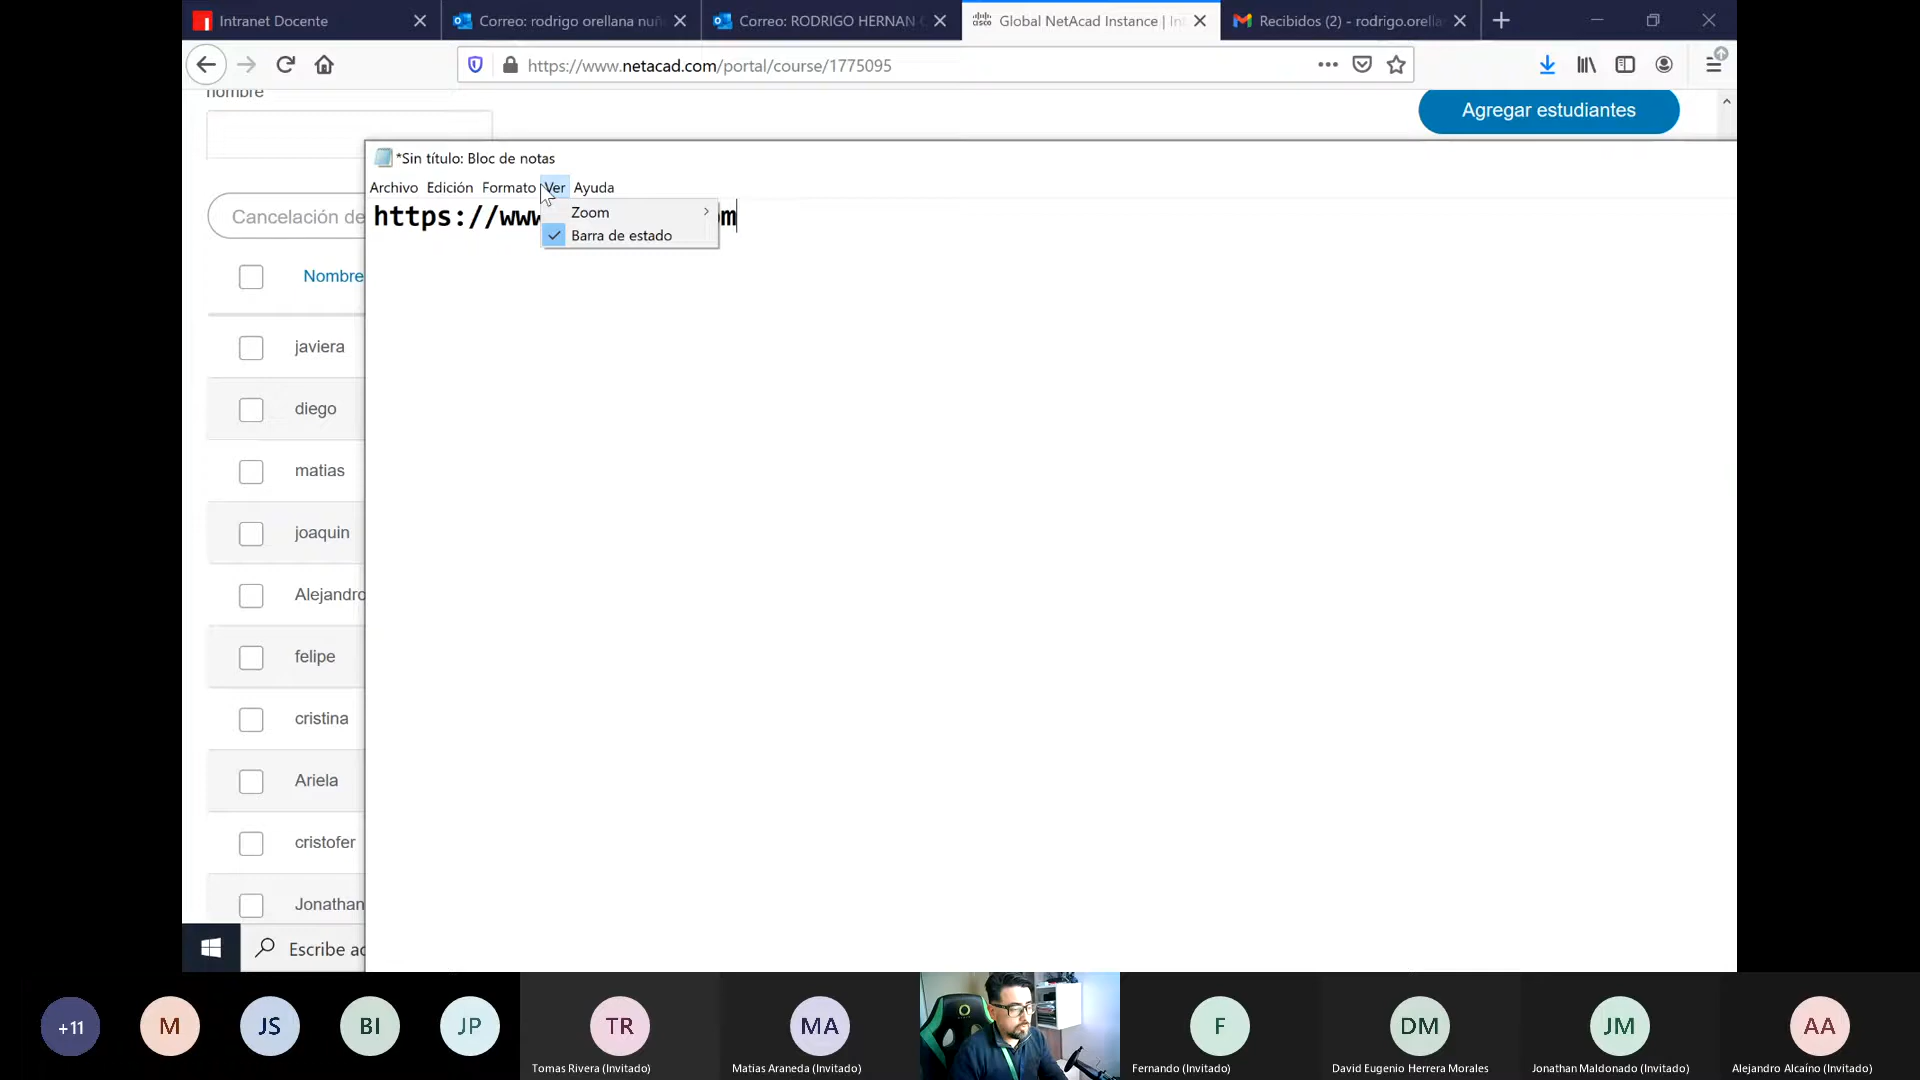 Intranet Docente
Correo: rodrigo orellana nuñ
Correo: RODRIGO HERNAN
Global NetAcad Instance |
Recibidos (2) - rodrigo.orella
https://www.netacad.com/portal/course/1775095
nombre
Agregar estudiantes
*Sin título: Bloc de notas
Archivo Edición Formato Ver Ayuda
Cancelación de
https://www
m
Zoom
Barra de estado
Nombre
javiera
diego
matias
joaquin
Alejandro
felipe
cristina
Ariela
cristofer
Jonathan
Escribe
+11
M
JS
BI
JP
TR
MA
F
DM
JM
AA
Tomas Rivera (Invitado)
Matias Araneda (Invitado)
Fernando (Invitado)
David Eugenio Herrera Morales
Jonathan Maldonado (Invitado)
Alejandro Alcaíno (Invitado)